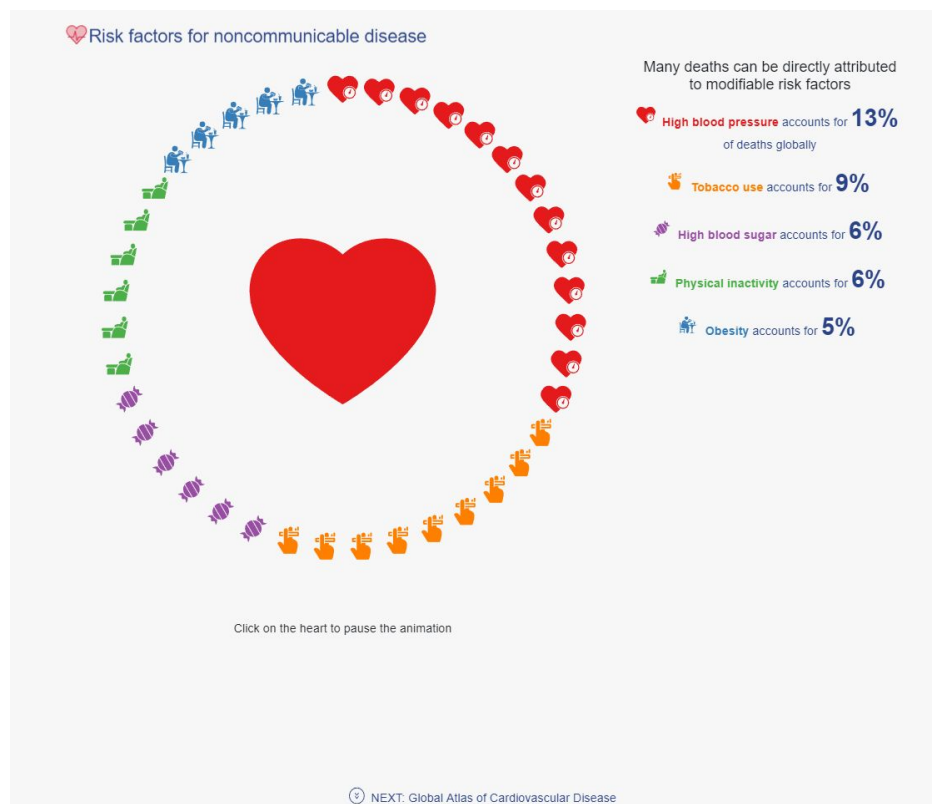 Risk factors for noncommunicable disease
Many deaths can be directly attributed
to modifiable risk factors
High blood pressure accounts for 13%
of deaths globally
Tobacco use accounts for 9%
High blood sugar accounts for 6%
Physical inactivity accounts for 6%
Obesity accounts for 5%
Click on the heart to pause the animation
NEXT: Global Atlas of Cardiovascular Disease